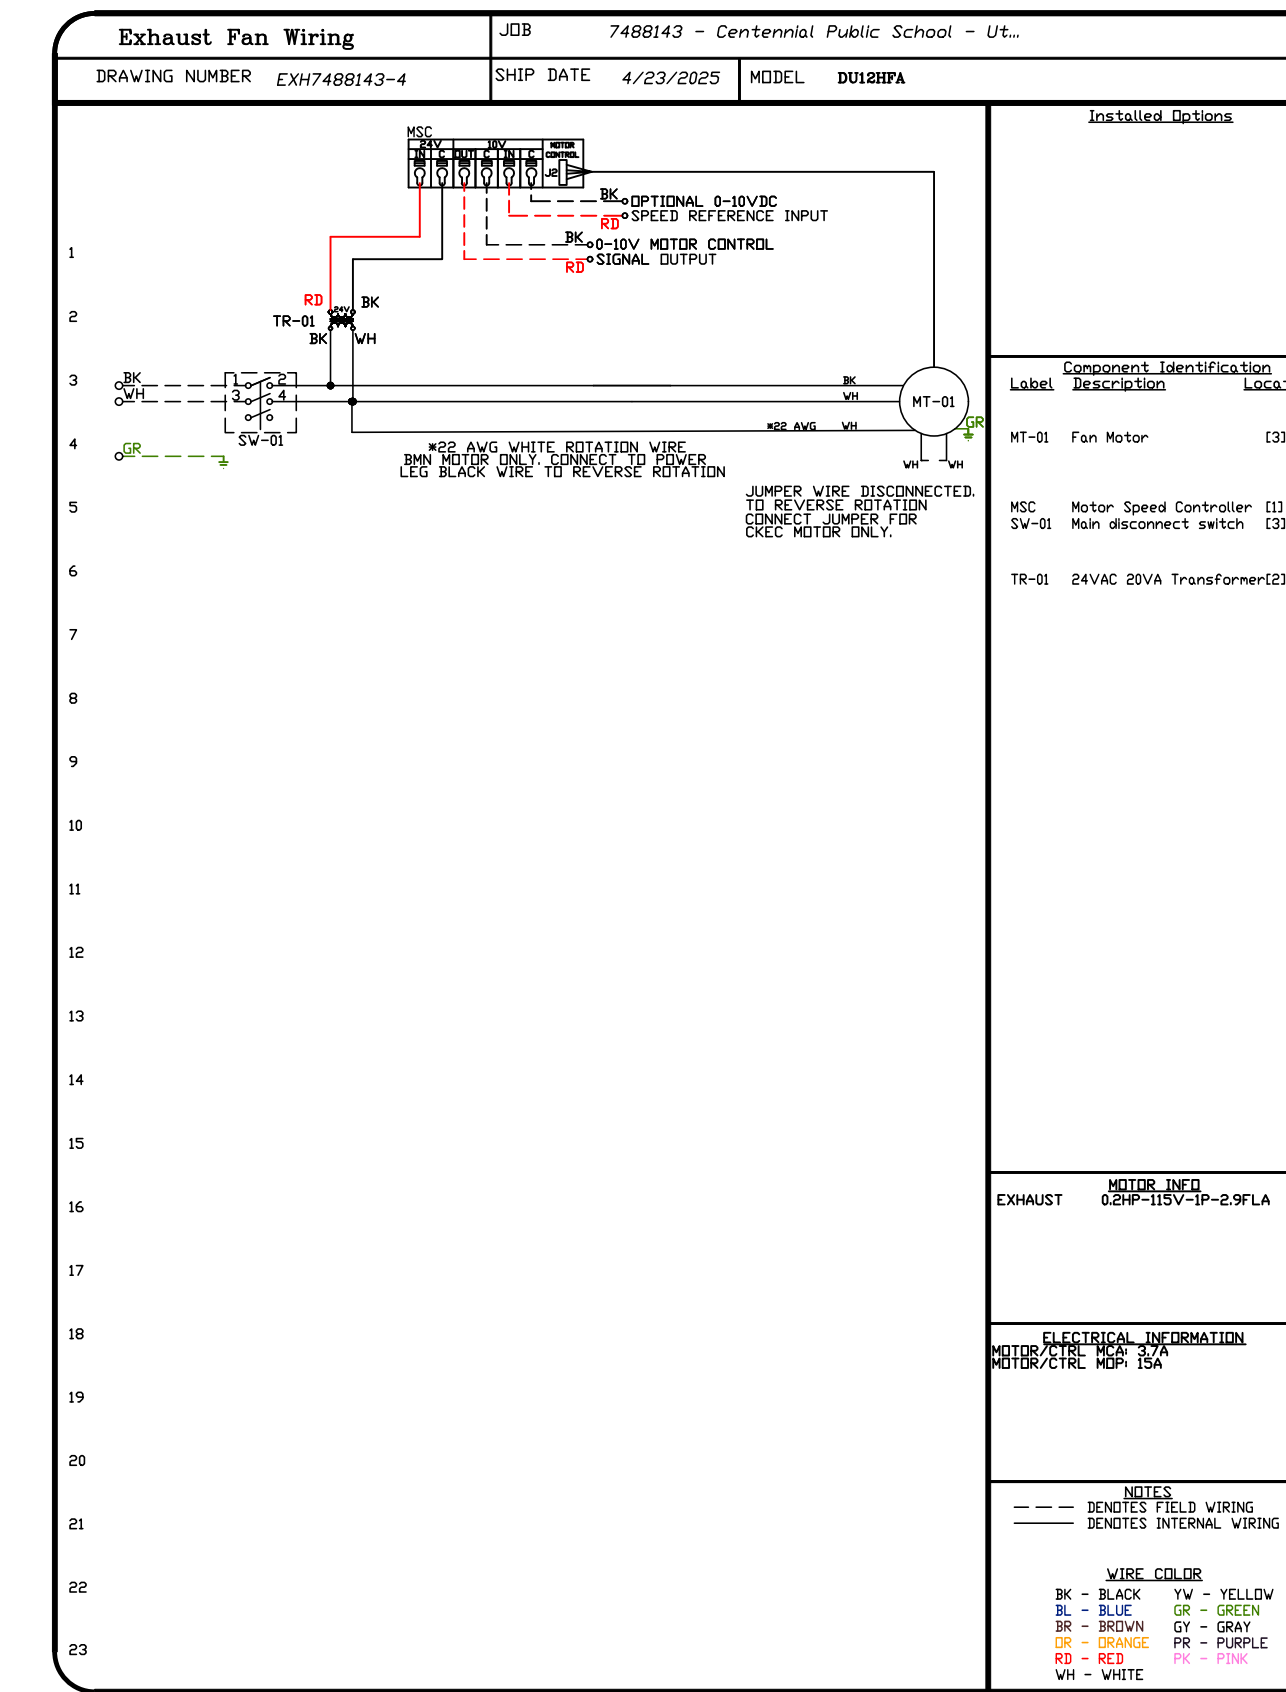 Exhaust Fan Wiring
JOB 7488143 - Centennial Public School - Ut...
DRAWING NUMBER EXH7488143-4
SHIP DATE 4/23/2025
MODEL DU12HFA
Installed Options
MSC
24V 10V MOTOR CONTROL
IN C OUT C IN C J2
BK OPTIONAL 0-10VDC
RD SPEED REFERENCE INPUT
BK 0-10V MOTOR CONTROL
RD SIGNAL OUTPUT
RD 24V BK
TR-01
BK WH
BK 1 2 BK
WH 3 4 WH
MT-01
SW-01
GR
*22 AWG WH
GR
WH WH
*22 AWG WHITE ROTATION WIRE
BMN MOTOR ONLY. CONNECT TO POWER
LEG BLACK WIRE TO REVERSE ROTATION
JUMPER WIRE DISCONNECTED.
TO REVERSE ROTATION
CONNECT JUMPER FOR
CKEC MOTOR ONLY.
1
2
3
4
5
6
7
8
9
10
11
12
13
14
15
16
17
18
19
20
21
22
23
Component Identification
Label Description Locat
MT-01 Fan Motor [3]
MSC Motor Speed Controller [1]
SW-01 Main disconnect switch [3]
TR-01 24VAC 20VA Transformer[2]
MOTOR INFO
EXHAUST 0.2HP-115V-1P-2.9FLA
ELECTRICAL INFORMATION
MOTOR/CTRL MCA: 3.7A
MOTOR/CTRL MOP: 15A
NOTES
— — — DENOTES FIELD WIRING
——— DENOTES INTERNAL WIRING
WIRE COLOR
BK - BLACK YW - YELLOW
BL - BLUE GR - GREEN
BR - BROWN GY - GRAY
OR - ORANGE PR - PURPLE
RD - RED PK - PINK
WH - WHITE